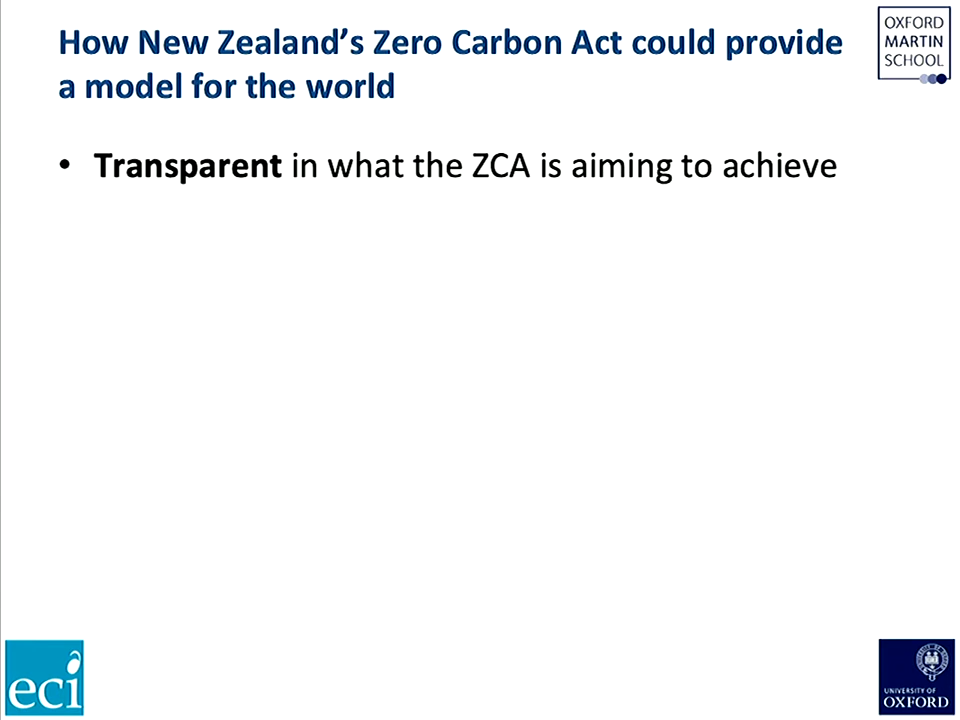 How New Zealand’s Zero Carbon Act could provide
a model for the world
OXFORD
MARTIN
SCHOOL
• Transparent in what the ZCA is aiming to achieve
eci
UNIVERSITY OF
OXFORD